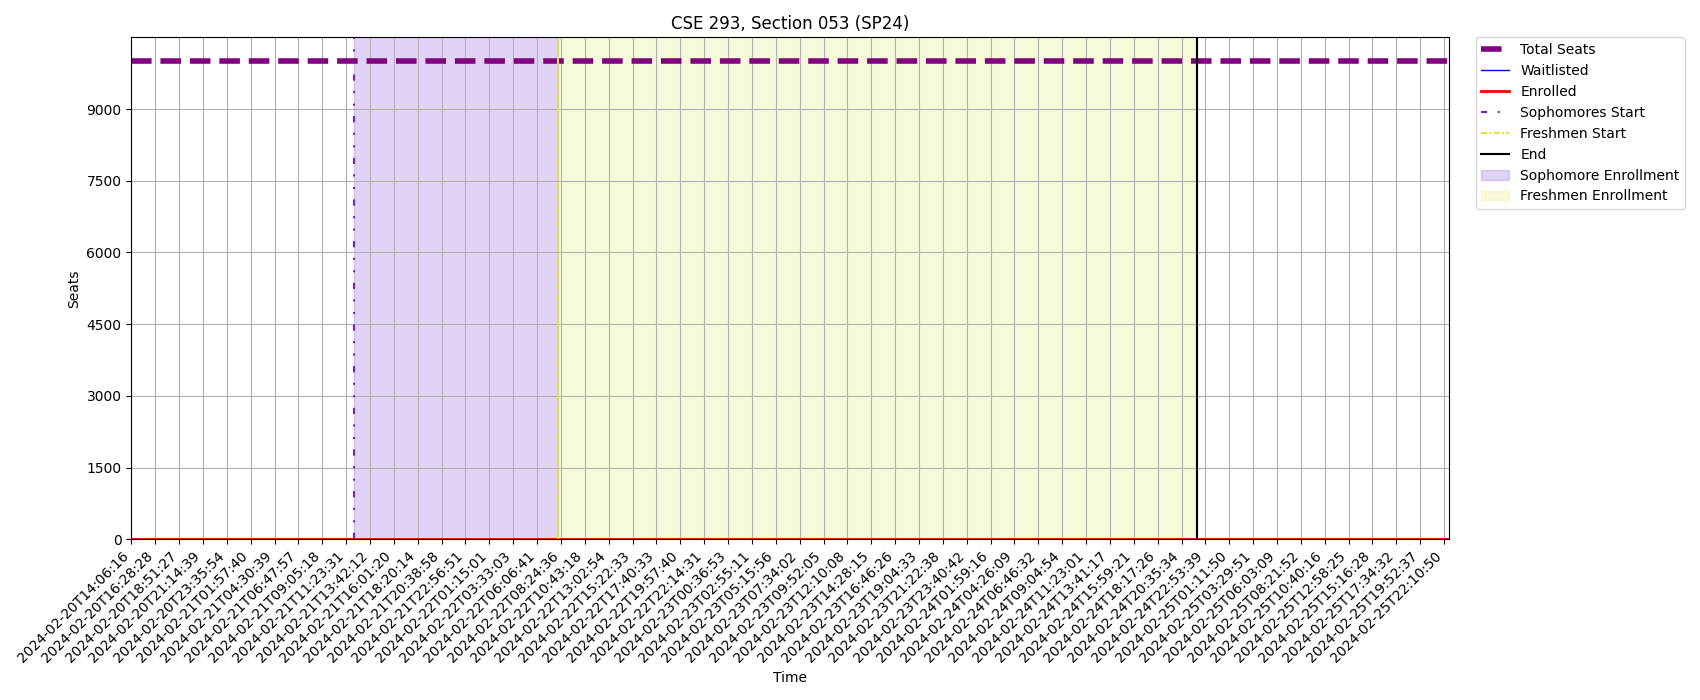 CSE 293, Section 053 (SP24)
Total Seats
Waitlisted
Enrolled
Sophomores Start
Freshmen Start
End
Sophomore Enrollment
Freshmen Enrollment
Seats
9000
7500
6000
4500
3000
1500
0
2024-02-20T14:06:16
2024-02-20T16:28:28
2024-02-20T18:51:27
2024-02-20T21:14:39
2024-02-20T23:35:54
2024-02-21T01:57:40
2024-02-21T04:30:39
2024-02-21T06:47:57
2024-02-21T09:05:18
2024-02-21T11:23:31
2024-02-21T13:42:12
2024-02-21T16:01:20
2024-02-21T18:20:14
2024-02-21T20:38:58
2024-02-21T22:56:51
2024-02-22T01:15:01
2024-02-22T03:33:03
2024-02-22T06:06:41
2024-02-22T08:24:36
2024-02-22T10:43:18
2024-02-22T13:02:54
2024-02-22T15:22:33
2024-02-22T17:40:33
2024-02-22T19:57:40
2024-02-22T22:14:31
2024-02-23T00:36:53
2024-02-23T02:55:11
2024-02-23T05:15:56
2024-02-23T07:34:02
2024-02-23T09:52:05
2024-02-23T12:10:08
2024-02-23T14:28:15
2024-02-23T16:46:26
2024-02-23T19:04:33
2024-02-23T21:22:38
2024-02-23T23:40:42
2024-02-24T01:59:16
2024-02-24T04:26:09
2024-02-24T06:46:32
2024-02-24T09:04:54
2024-02-24T11:23:01
2024-02-24T13:41:17
2024-02-24T15:59:21
2024-02-24T18:17:26
2024-02-24T20:35:34
2024-02-24T22:53:39
2024-02-25T01:11:50
2024-02-25T03:29:51
2024-02-25T06:03:09
2024-02-25T08:21:52
2024-02-25T10:40:16
2024-02-25T12:58:25
2024-02-25T15:16:28
2024-02-25T17:34:32
2024-02-25T19:52:37
2024-02-25T22:10:50
Time